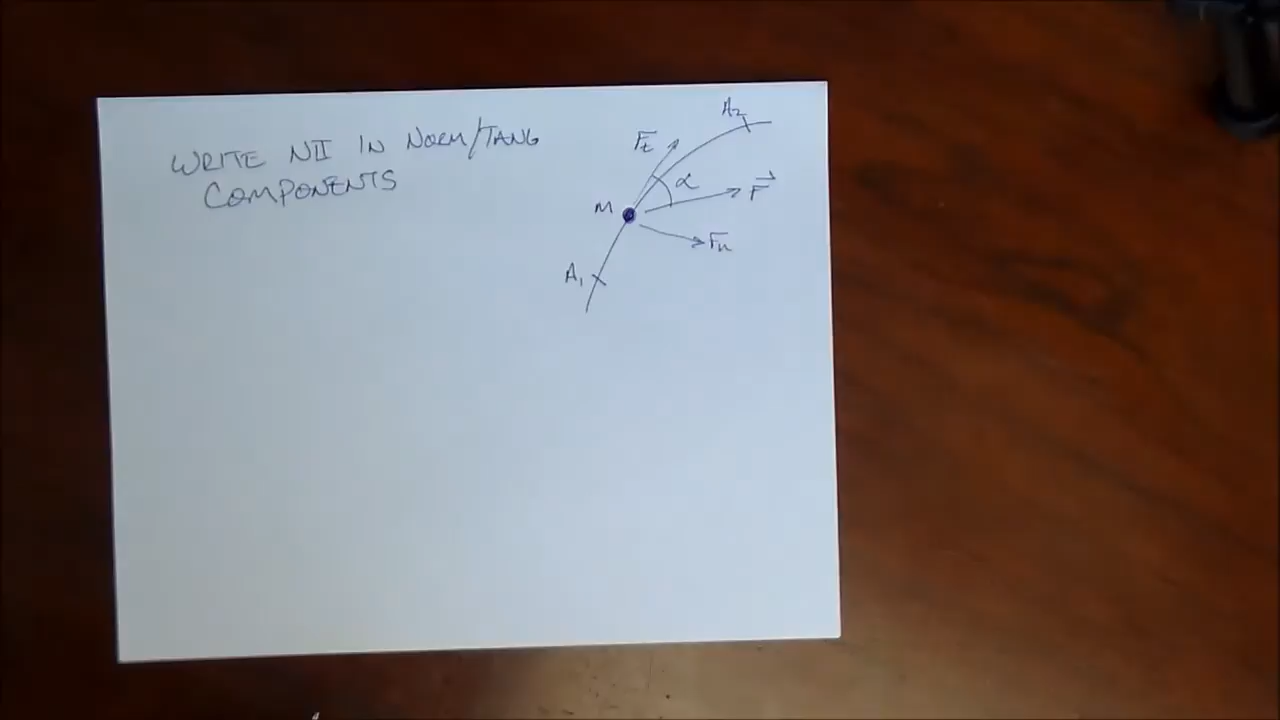 WRITE NII IN NORM/TANG
COMPONENTS
A2
Ft
α
F
M
Fn
A1